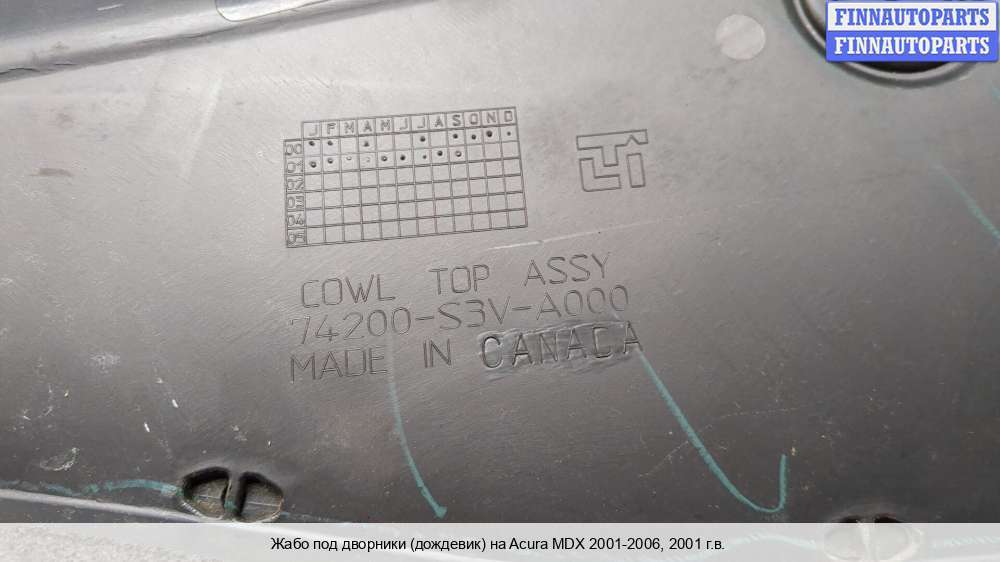 FINNAUTOPARTS
FINNAUTOPARTS
J F M A M J J A S O N D
00
01
02
03
04
05
COWL TOP ASSY
74200-S3V-A000
MADE IN CANADA
Жабо под дворники (дождевик) на Acura MDX 2001-2006, 2001 г.в.